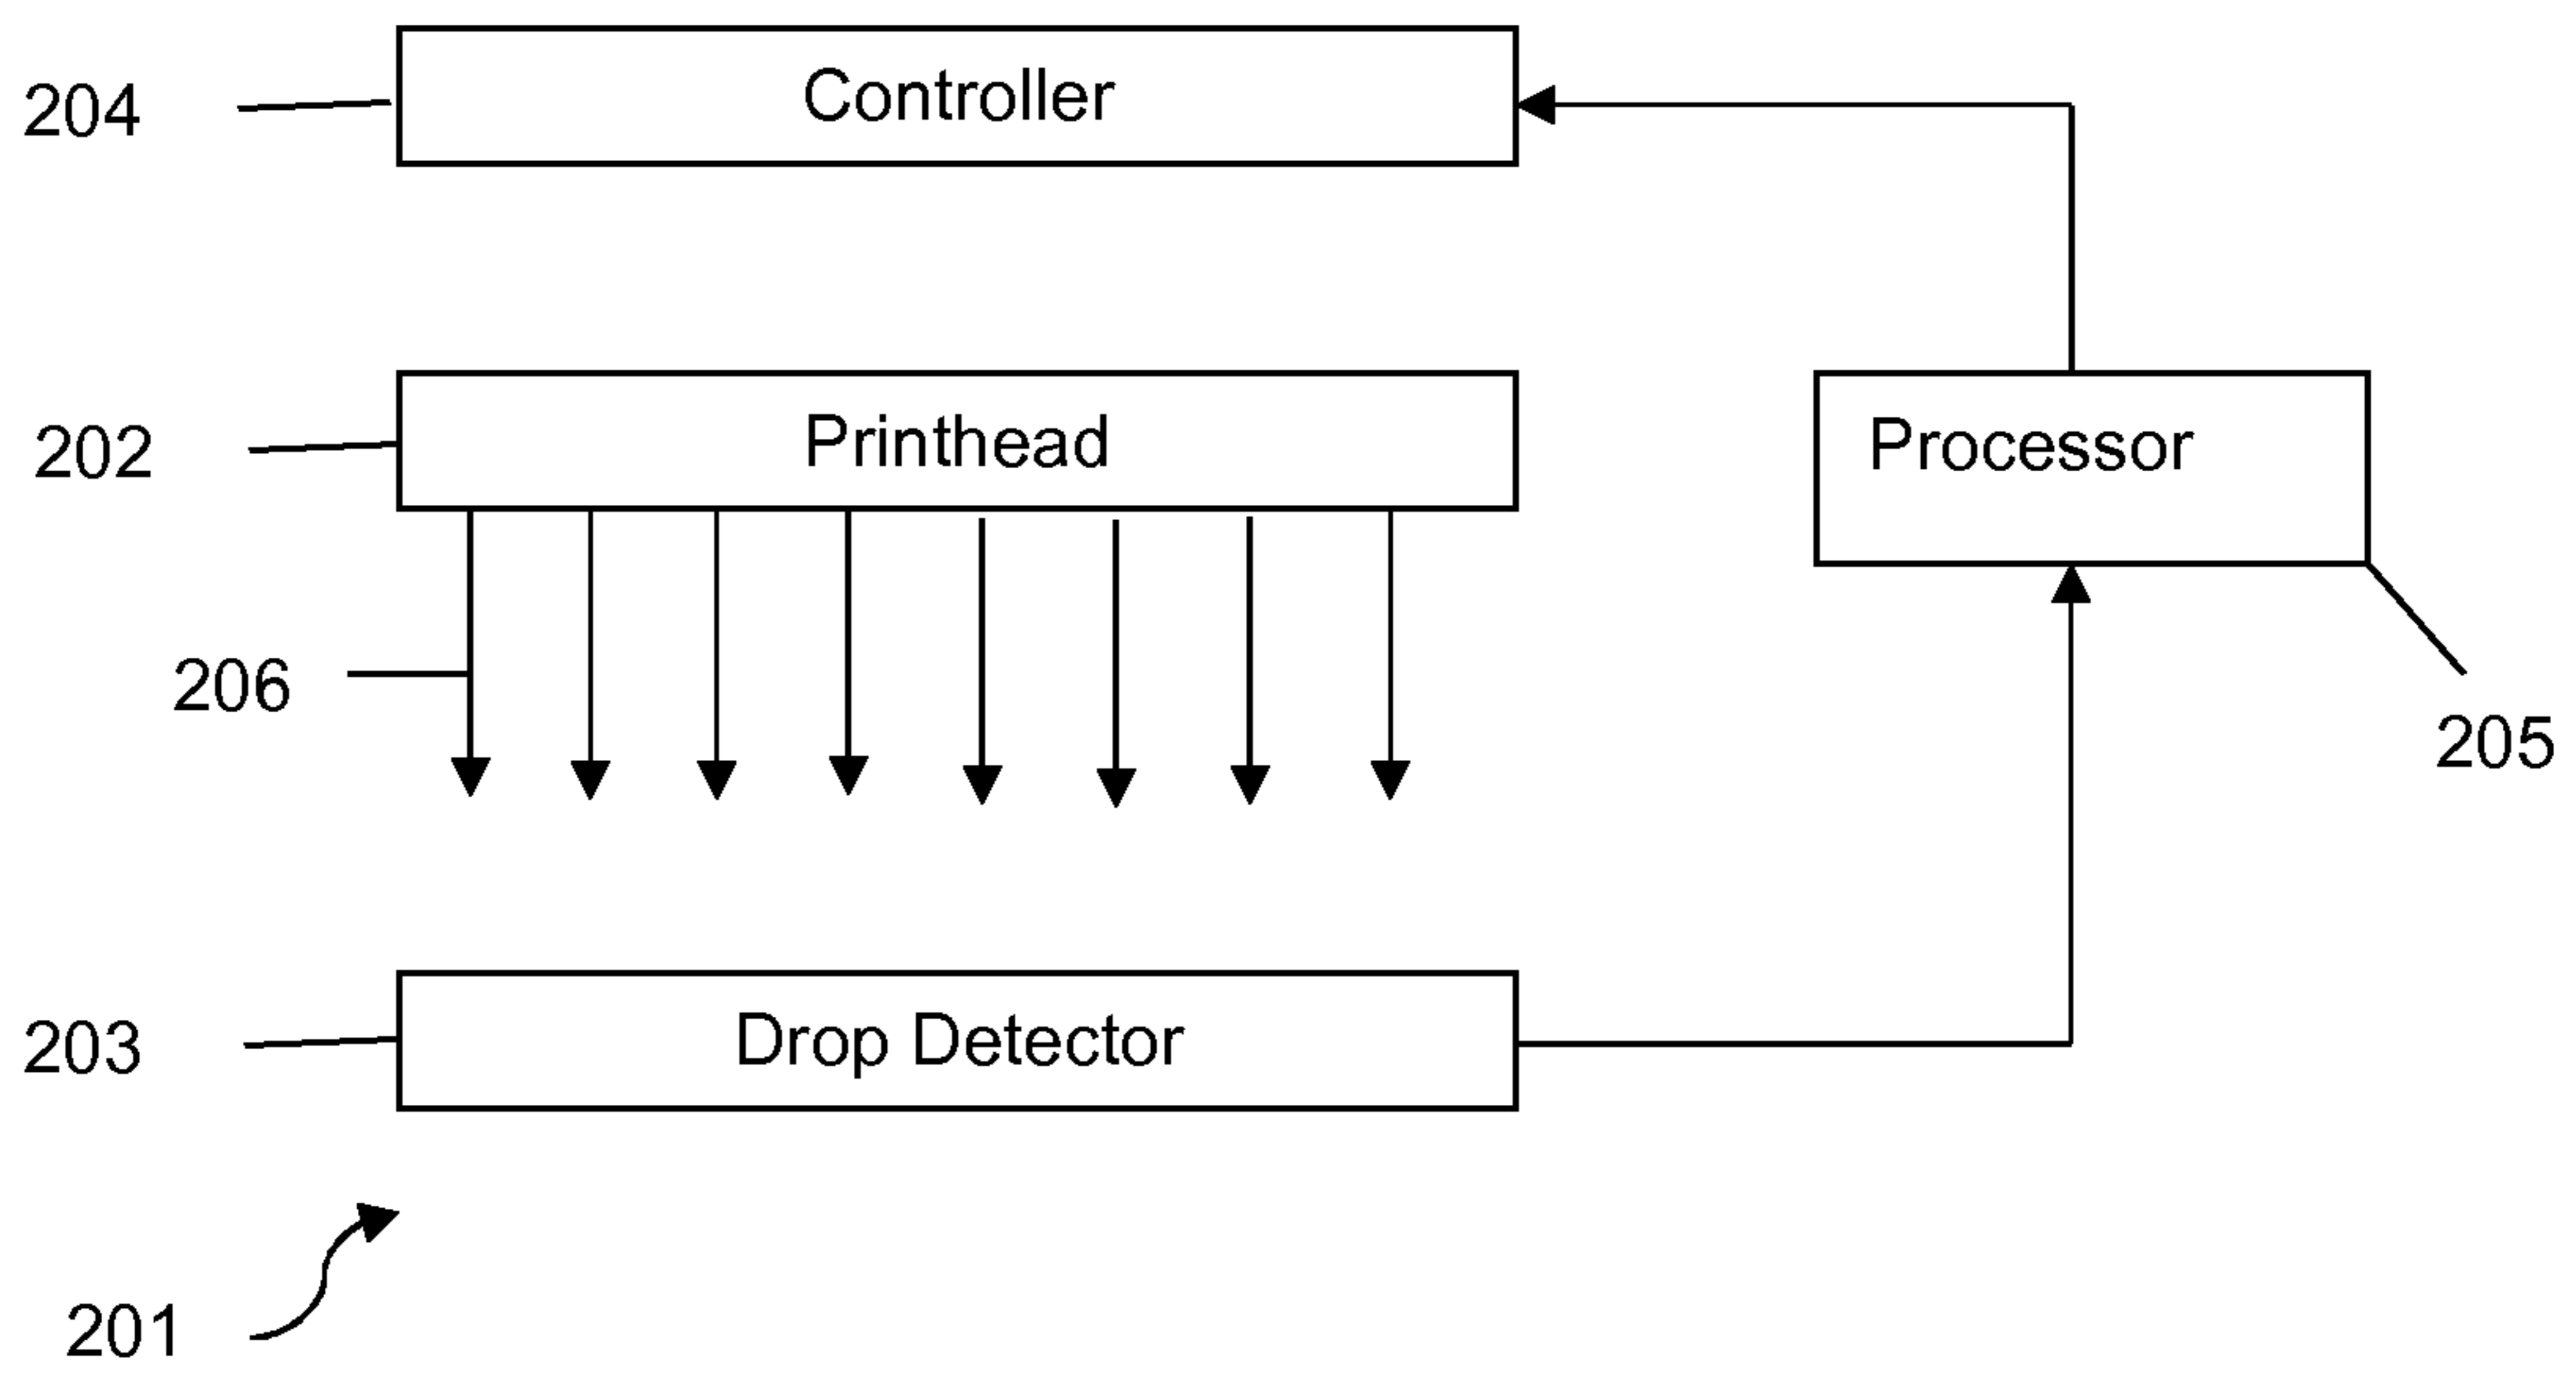 204
Controller
202
Printhead
Processor
206
205
203
Drop Detector
201